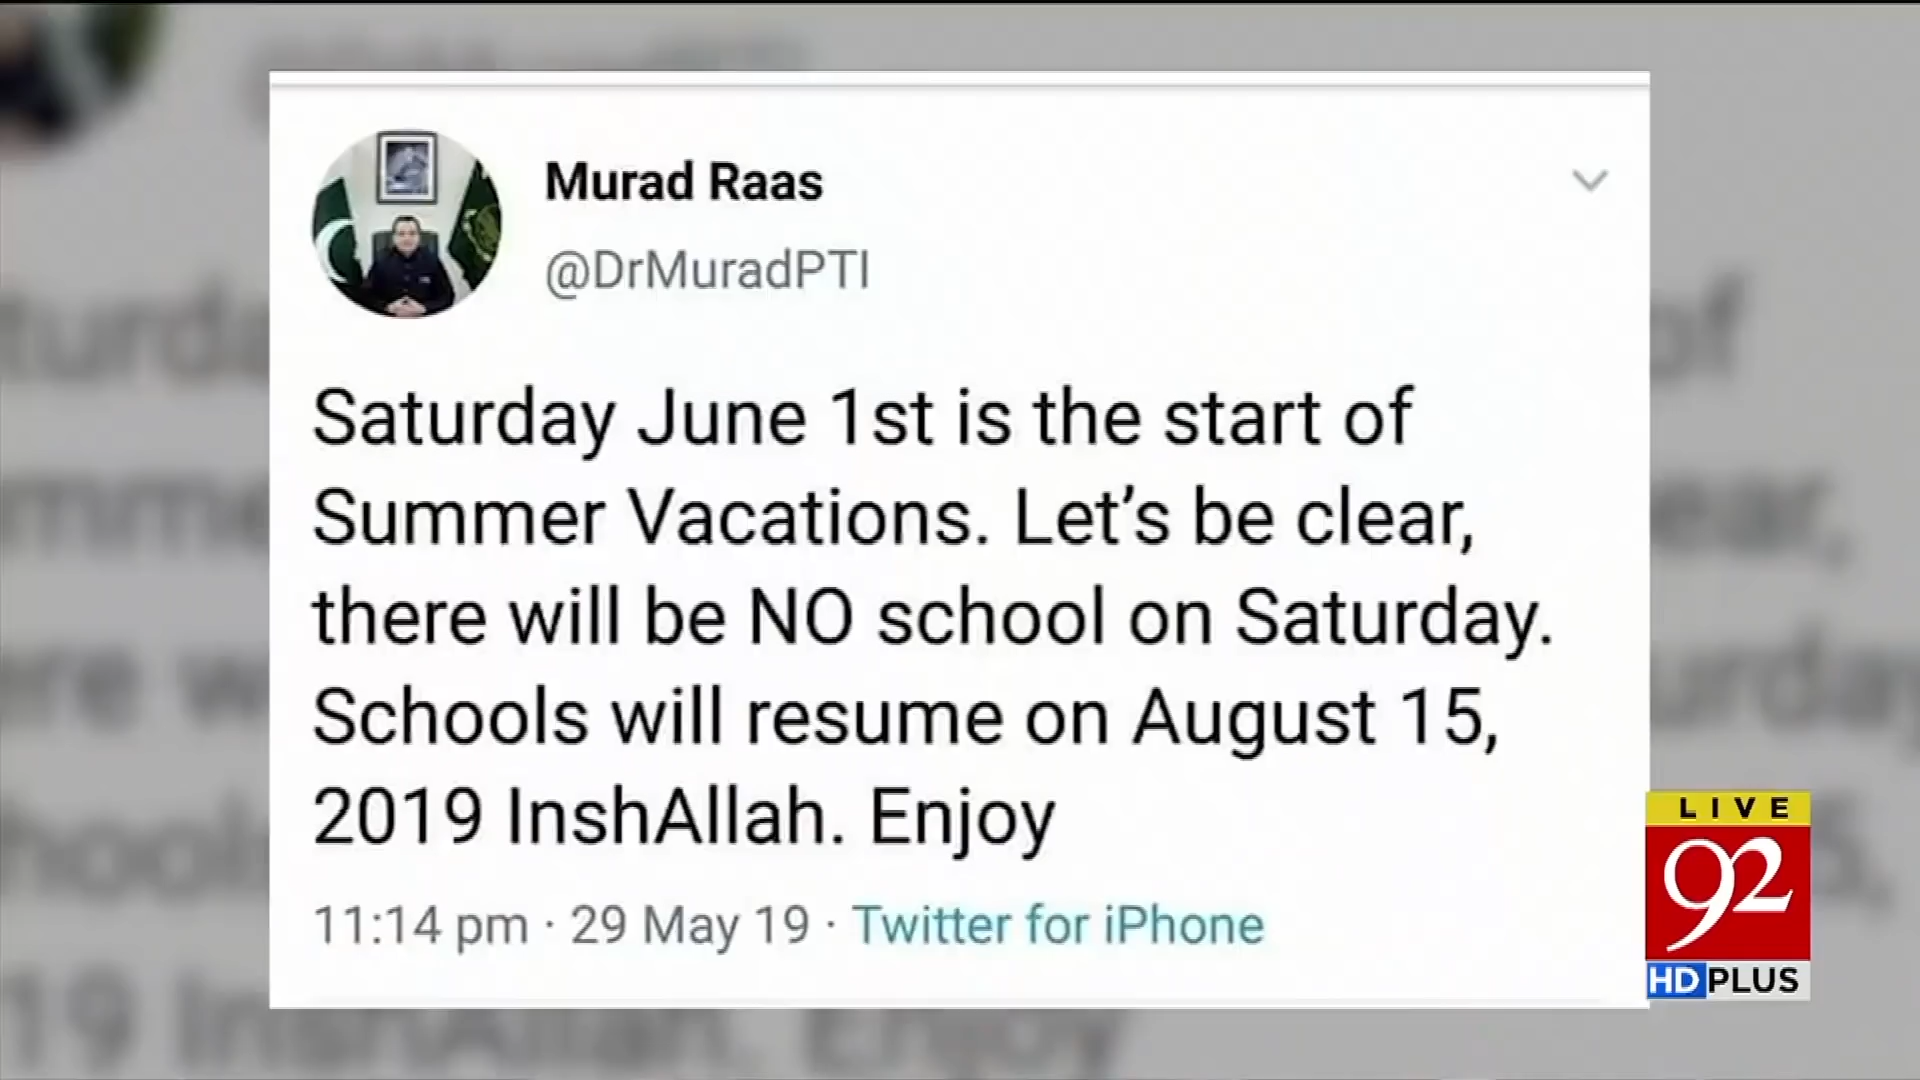 Murad Raas
@DrMuradPTI
Saturday June 1st is the start of
Summer Vacations. Let’s be clear,
there will be NO school on Saturday.
Schools will resume on August 15,
2019 InshAllah. Enjoy
11:14 pm · 29 May 19 · Twitter for iPhone
LIVE
92
HD PLUS